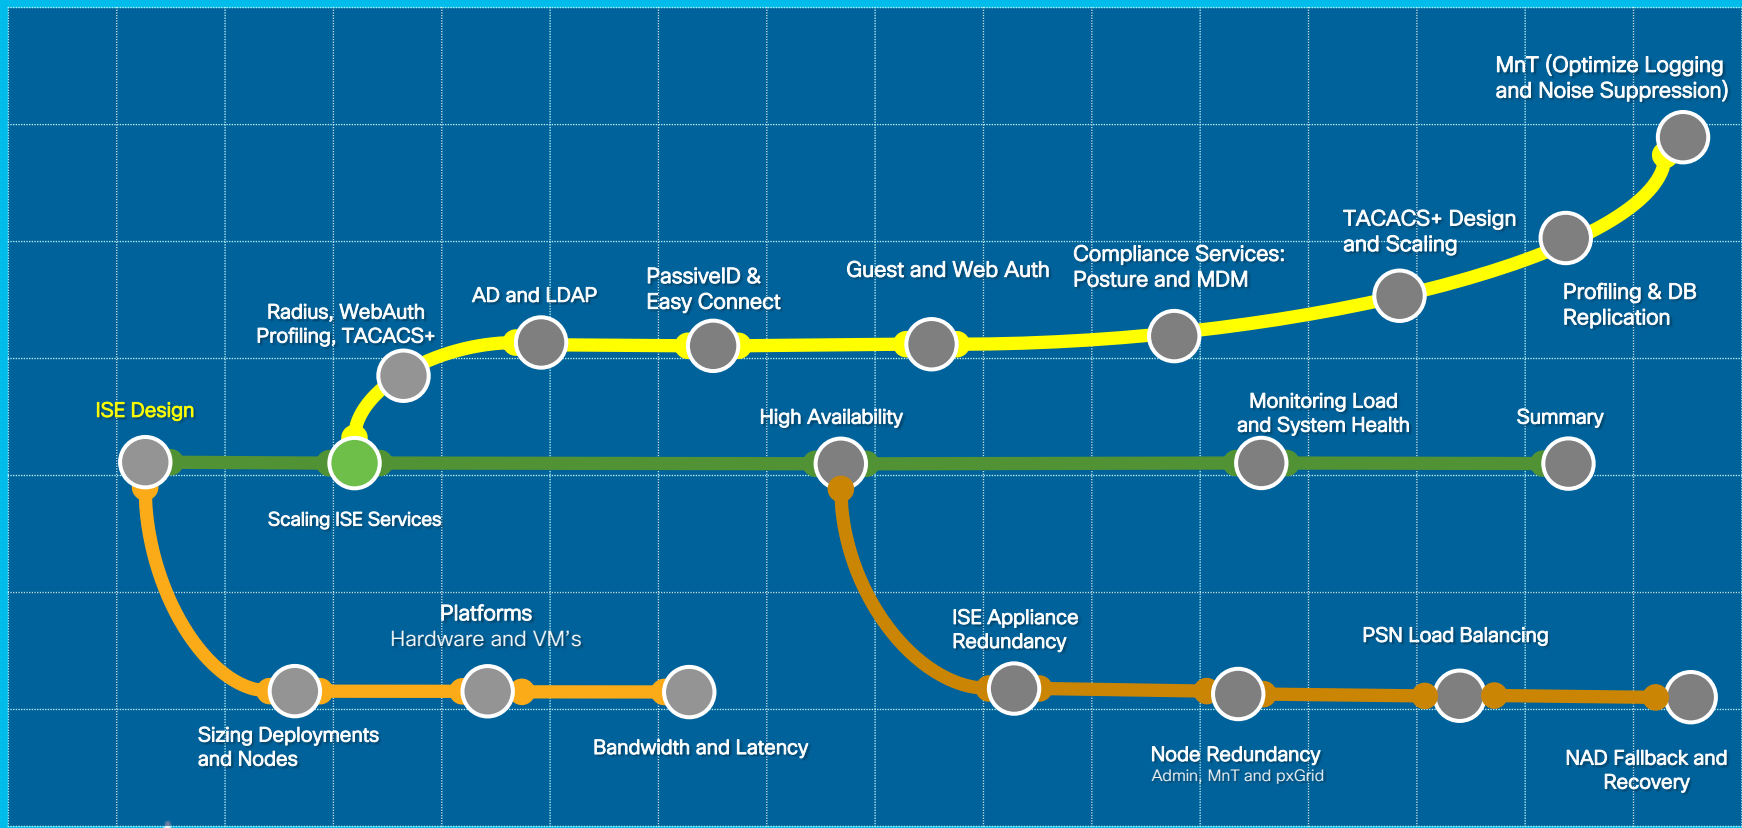 MnT (Optimize Logging
and Noise Suppression)
TACACS+ Design
and Scaling
Compliance Services:
Posture and MDM
Guest and Web Auth
PassiveID &
Easy Connect
AD and LDAP
Radius, WebAuth
Profiling, TACACS+
Profiling & DB
Replication
ISE Design
High Availability
Monitoring Load
and System Health
Summary
Scaling ISE Services
Platforms
Hardware and VM's
ISE Appliance
Redundancy
PSN Load Balancing
Sizing Deployments
and Nodes
Bandwidth and Latency
Node Redundancy
Admin, MnT and pxGrid
NAD Fallback and
Recovery